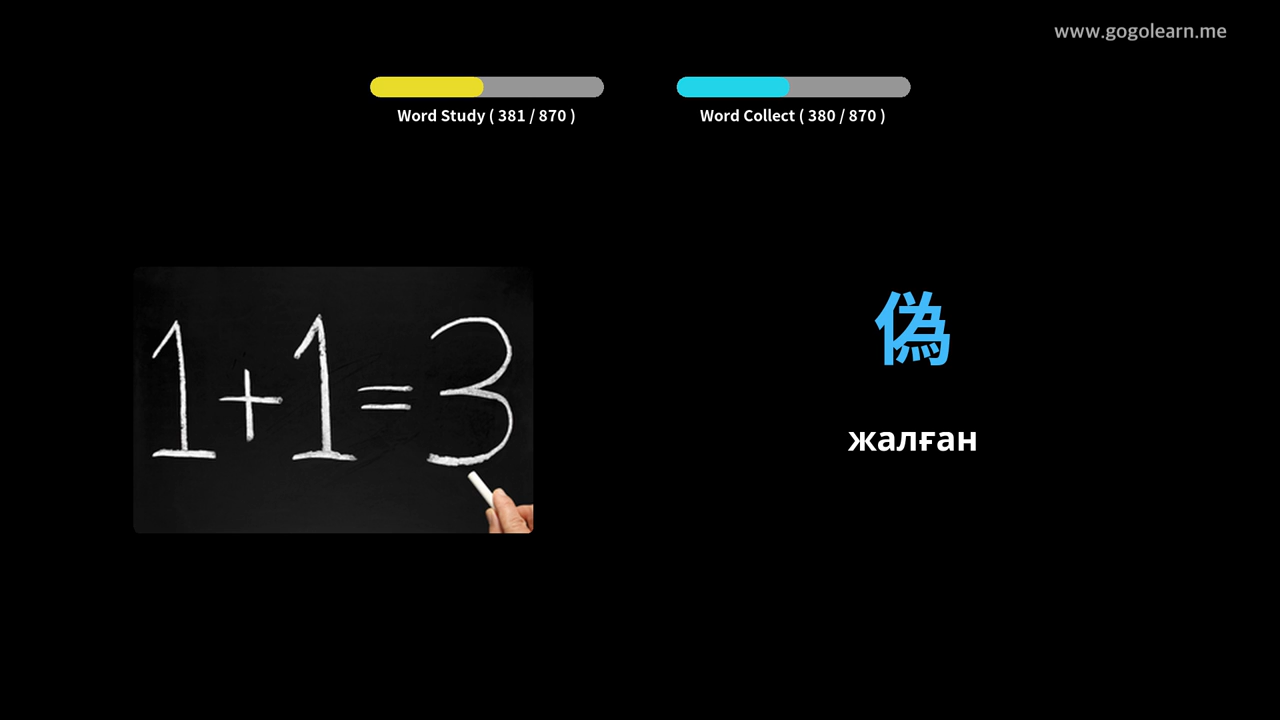 www.gogolearn.me
Word Study ( 381 / 870 )
Word Collect ( 380 / 870 )
1+1=3
偽
жалған